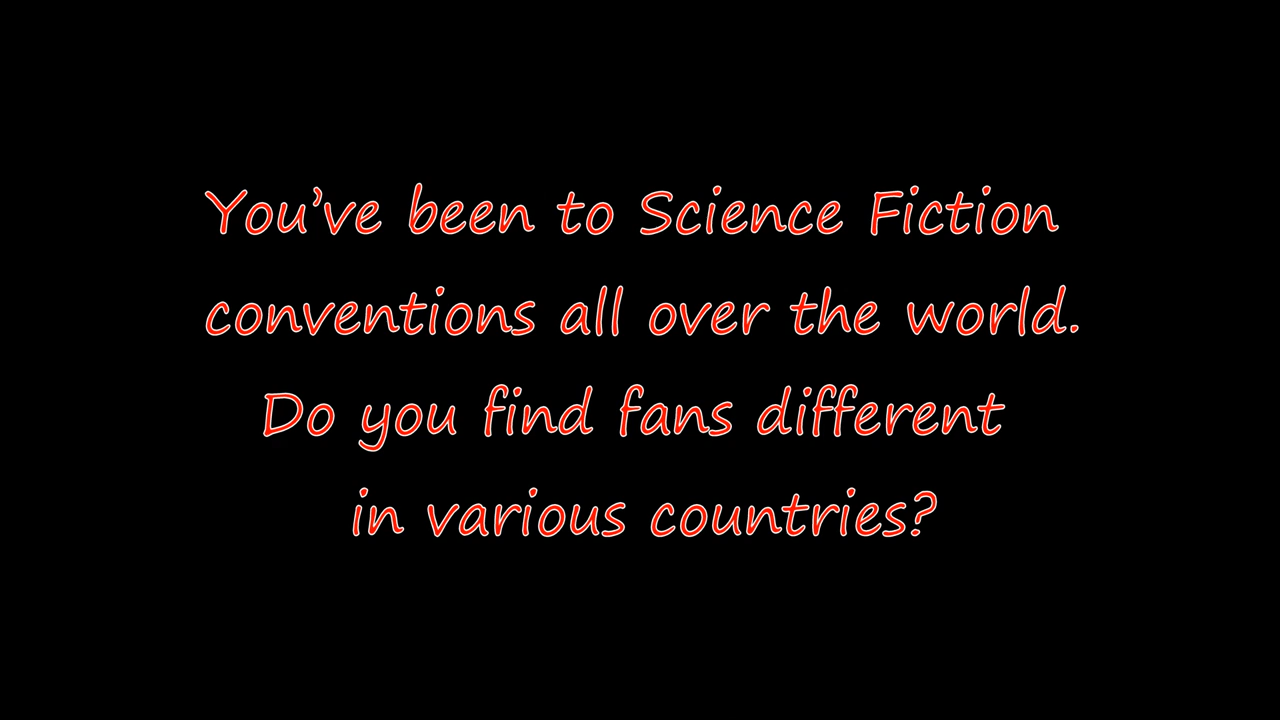 You’ve been to Science Fiction
conventions all over the world.
Do you find fans different
in various countries?